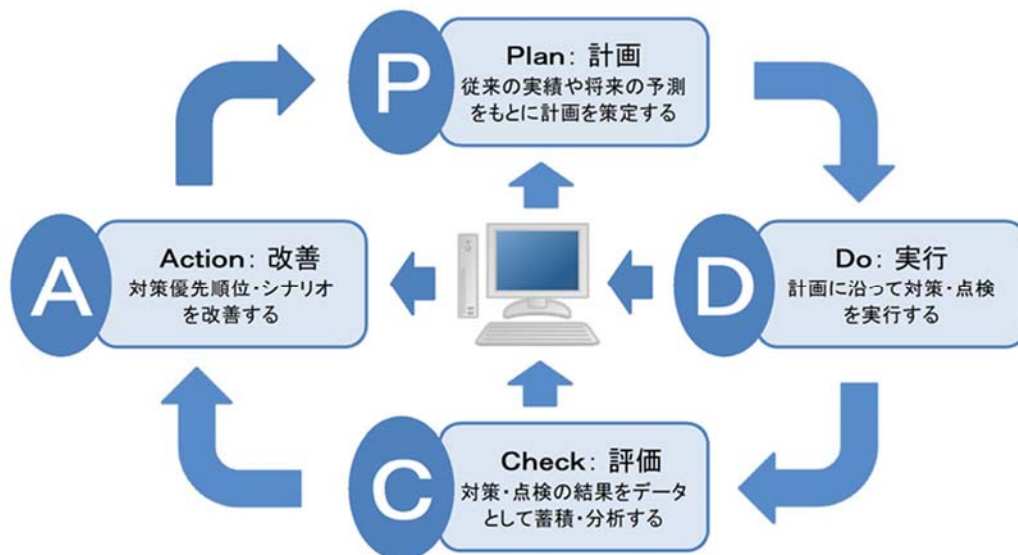 P
Plan: 計画
従来の実績や将来の予測
をもとに計画を策定する
D
Do: 実行
計画に沿って対策・点検
を実行する
C
Check: 評価
対策・点検の結果をデータ
として蓄積・分析する
A
Action: 改善
対策優先順位・シナリオ
を改善する